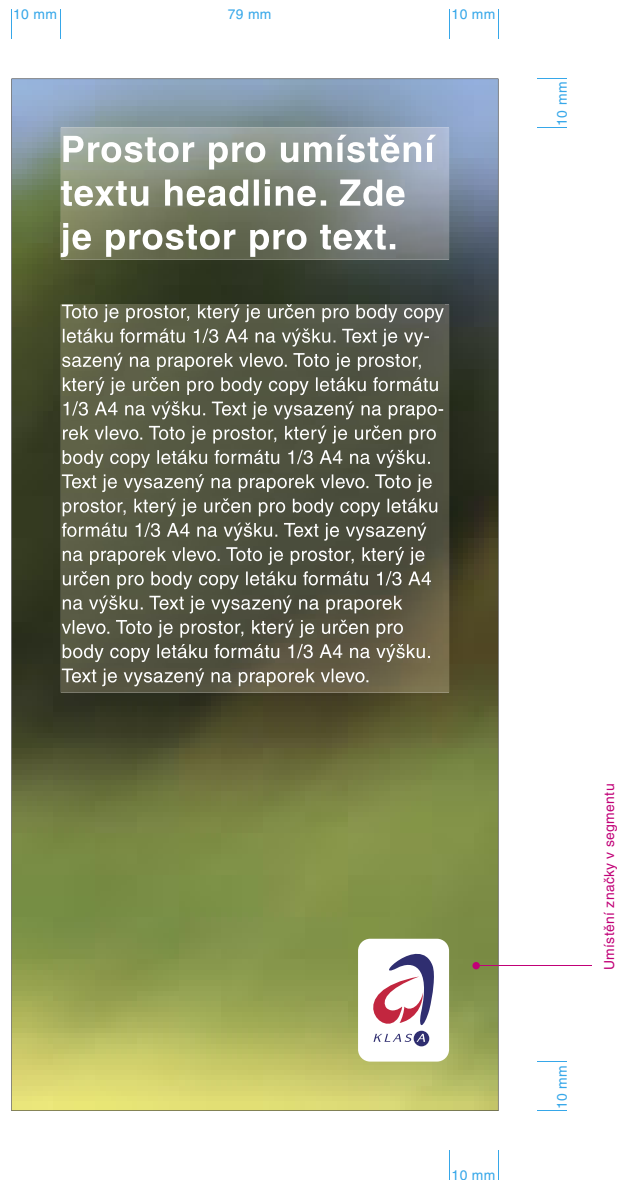 10 mm
79 mm
10 mm
10 mm
Prostor pro umístění
textu headline. Zde
je prostor pro text.
Toto je prostor, který je určen pro body copy
letáku formátu 1/3 A4 na výšku. Text je vy-
sazený na praporek vlevo. Toto je prostor,
který je určen pro body copy letáku formátu
1/3 A4 na výšku. Text je vysazený na prapo-
rek vlevo. Toto je prostor, který je určen pro
body copy letáku formátu 1/3 A4 na výšku.
Text je vysazený na praporek vlevo. Toto je
prostor, který je určen pro body copy letáku
formátu 1/3 A4 na výšku. Text je vysazený
na praporek vlevo. Toto je prostor, který je
určen pro body copy letáku formátu 1/3 A4
na výšku. Text je vysazený na praporek
vlevo. Toto je prostor, který je určen pro
body copy letáku formátu 1/3 A4 na výšku.
Text je vysazený na praporek vlevo.
Umístění značky v segmentu
KLASA
10 mm
10 mm